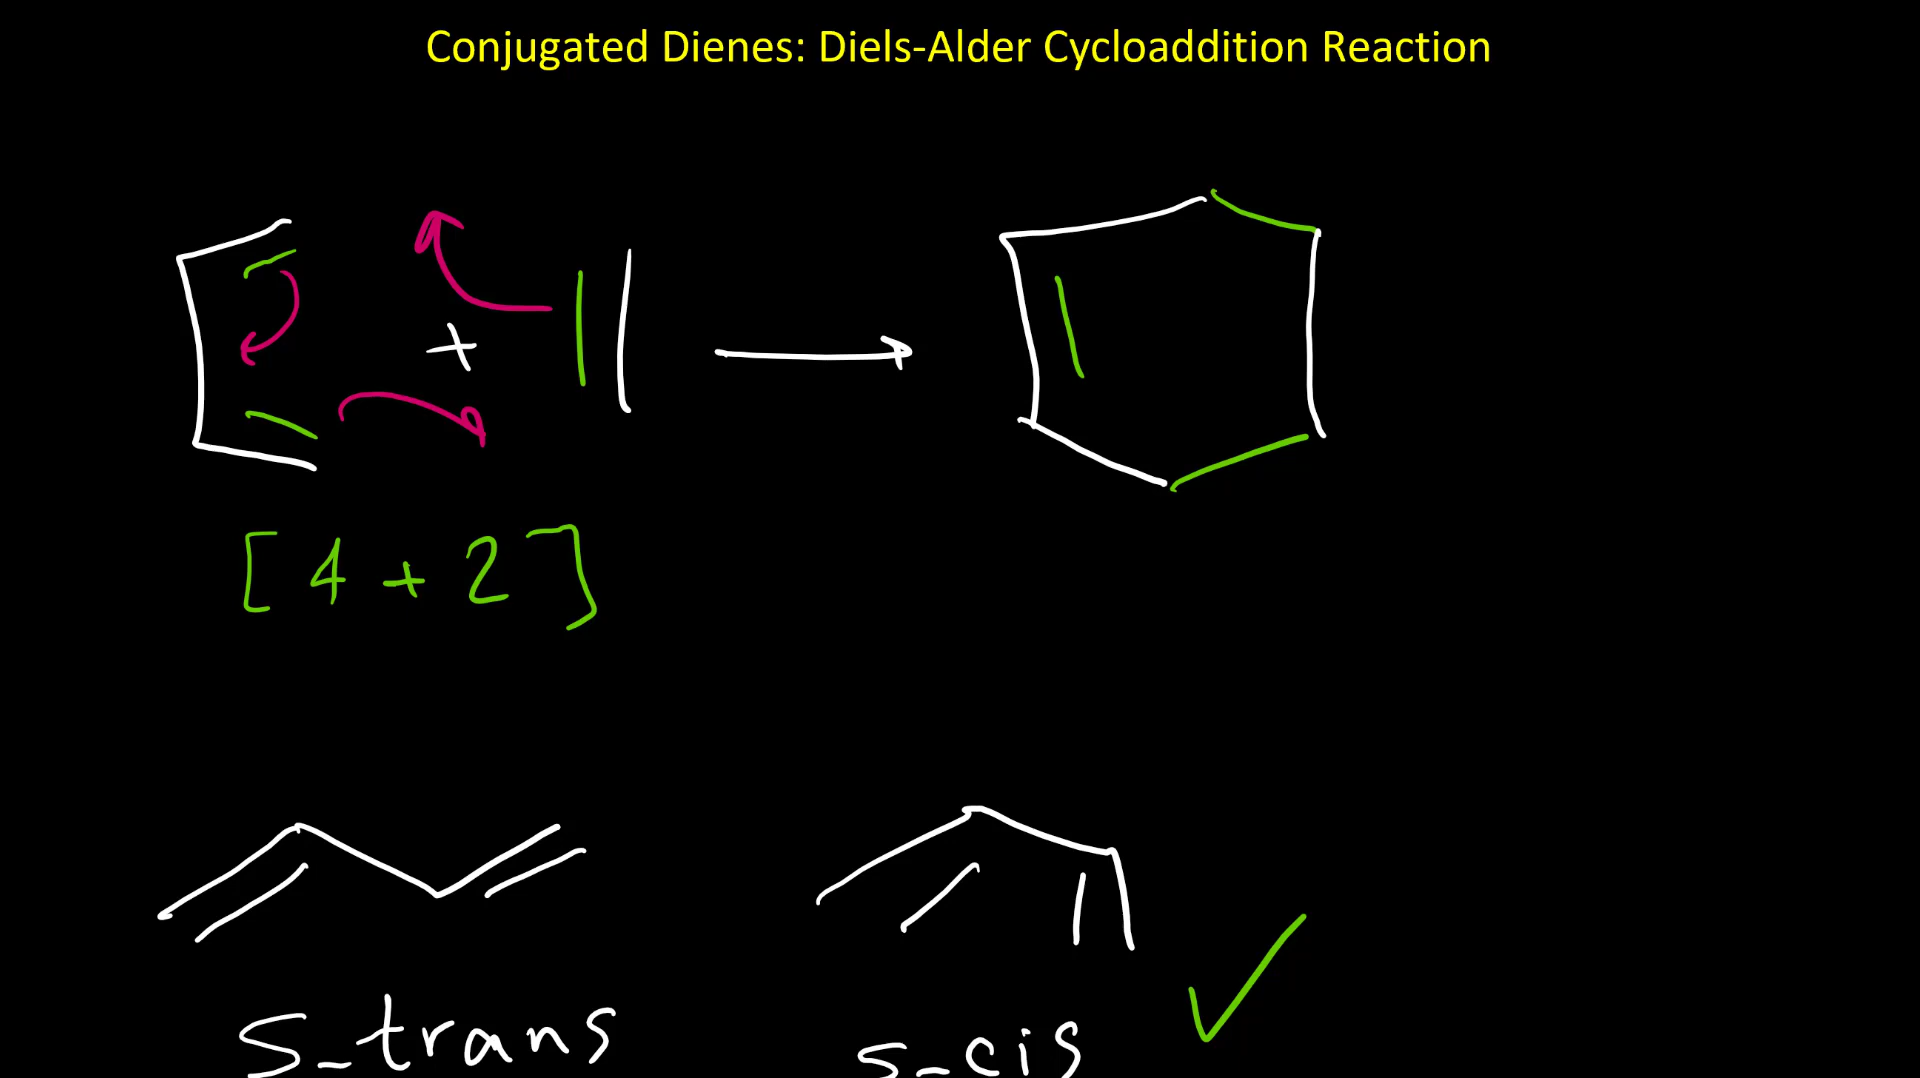 Conjugated Dienes: Diels-Alder Cycloaddition Reaction
+
[4+2]
s-trans
s-cis